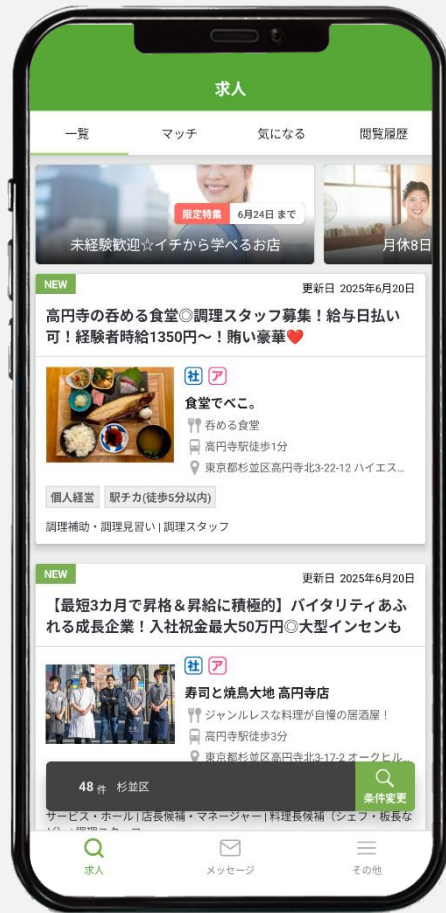 求人
一覧 マッチ 気になる 閲覧履歴
限定特集 6月24日 まで
未経験歓迎☆イチから学べるお店
月休8日
NEW
更新日 2025年6月20日
高円寺の呑める食堂◎調理スタッフ募集！給与日払い
可！経験者時給1350円～！賄い豪華❤️
社 ア
食堂でべこ。
呑める食堂
高円寺駅徒歩1分
東京都杉並区高円寺北3-22-12 ハイエス...
個人経営 駅チカ(徒歩5分以内)
調理補助・調理見習い | 調理スタッフ
NEW
更新日 2025年6月20日
【最短3カ月で昇格＆昇給に積極的】バイタリティあふ
れる成長企業！入社祝金最大50万円◎大型インセンも
社 ア
寿司と焼鳥大地 高円寺店
ジャンルレスな料理が自慢の居酒屋！
高円寺駅徒歩3分
東京都杉並区高円寺北3-17-2 オークヒル...
48 件 杉並区
条件変更
サービス・ホール | 店長候補・マネージャー | 料理長候補（シェフ・板長な
求人 メッセージ その他